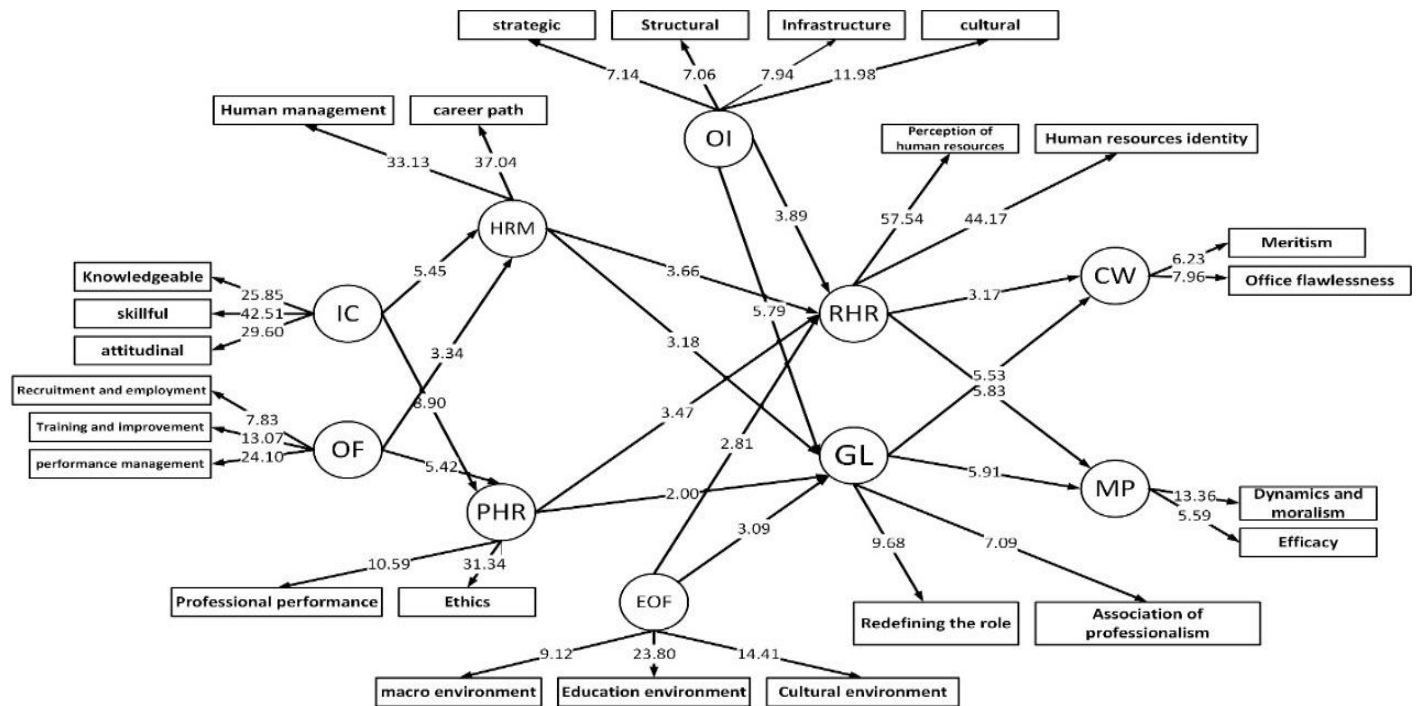 strategic
Structural
Infrastructure
cultural
7.14
7.06
7.94
11.98
Human management
career path
33.13
37.04
OI
Perception of
human resources
Human resources identity
HRM
3.89
57.54
44.17
Meritism
6.23
Knowledgeable
25.85
5.45
3.66
CW
7.96
Office flawlessness
skillful
42.51
IC
5.79
RHR
3.17
attitudinal
29.60
3.34
3.18
5.53
5.83
Recruitment and employment
7.83
3.90
3.47
Training and improvement
13.07
OF
2.81
GL
performance management
24.10
5.42
5.91
MP
13.36
Dynamics and
moralism
PHR
2.00
5.59
Efficacy
3.09
10.59
31.34
9.68
7.09
Professional performance
Ethics
EOF
Redefining the role
Association of
professionalism
9.12
23.80
14.41
macro environment
Education environment
Cultural environment